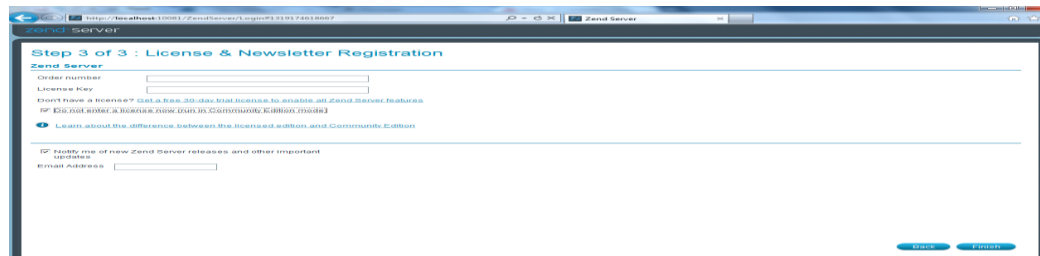 http://localhost:10081/ZendServer/Login#1319174618667
Zend Server
zend server
Step 3 of 3 : License & Newsletter Registration
Zend Server
Order number
License Key
Don't have a license? Get a free 30-day trial license to enable all Zend Server features
Do not enter a license now (run in Community Edition mode)
Learn about the difference between the licensed edition and Community Edition
Notify me of new Zend Server releases and other important
updates
Email Address
Back Finish